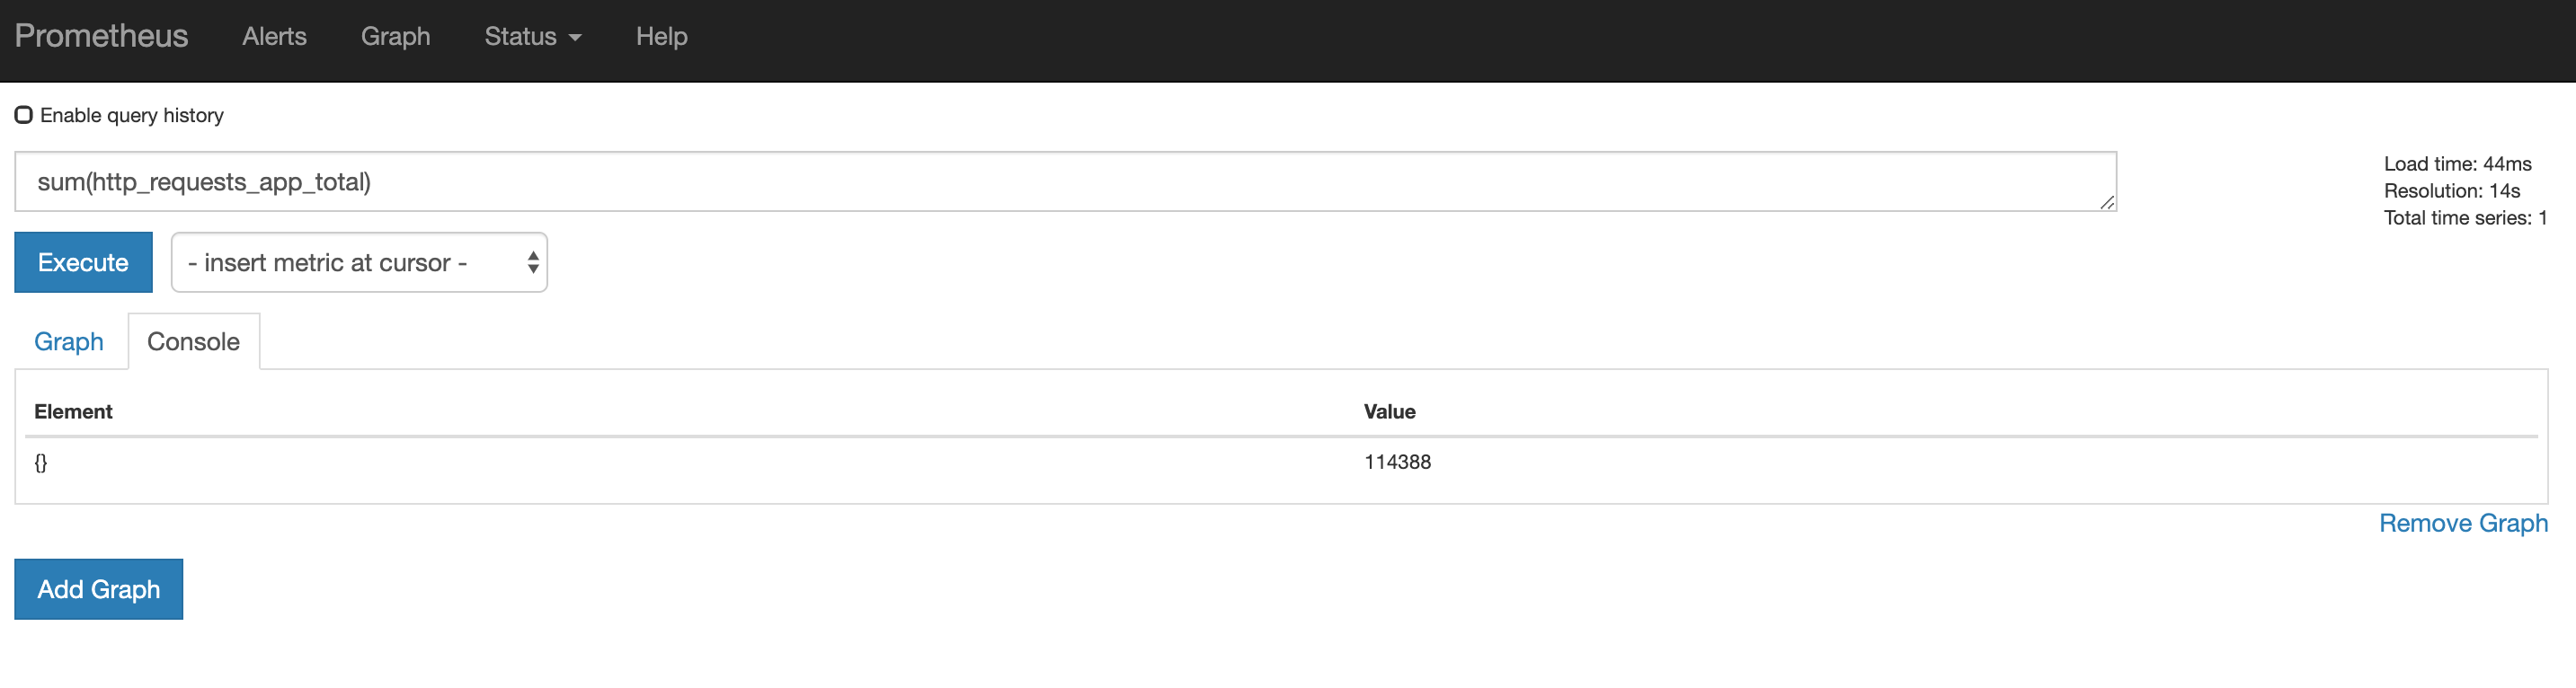 Prometheus Alerts Graph Status Help
Enable query history
sum(http_requests_app_total)
Load time: 44ms
Resolution: 14s
Total time series: 1
Execute - insert metric at cursor -
Graph Console
Element Value
{} 114388
Remove Graph
Add Graph